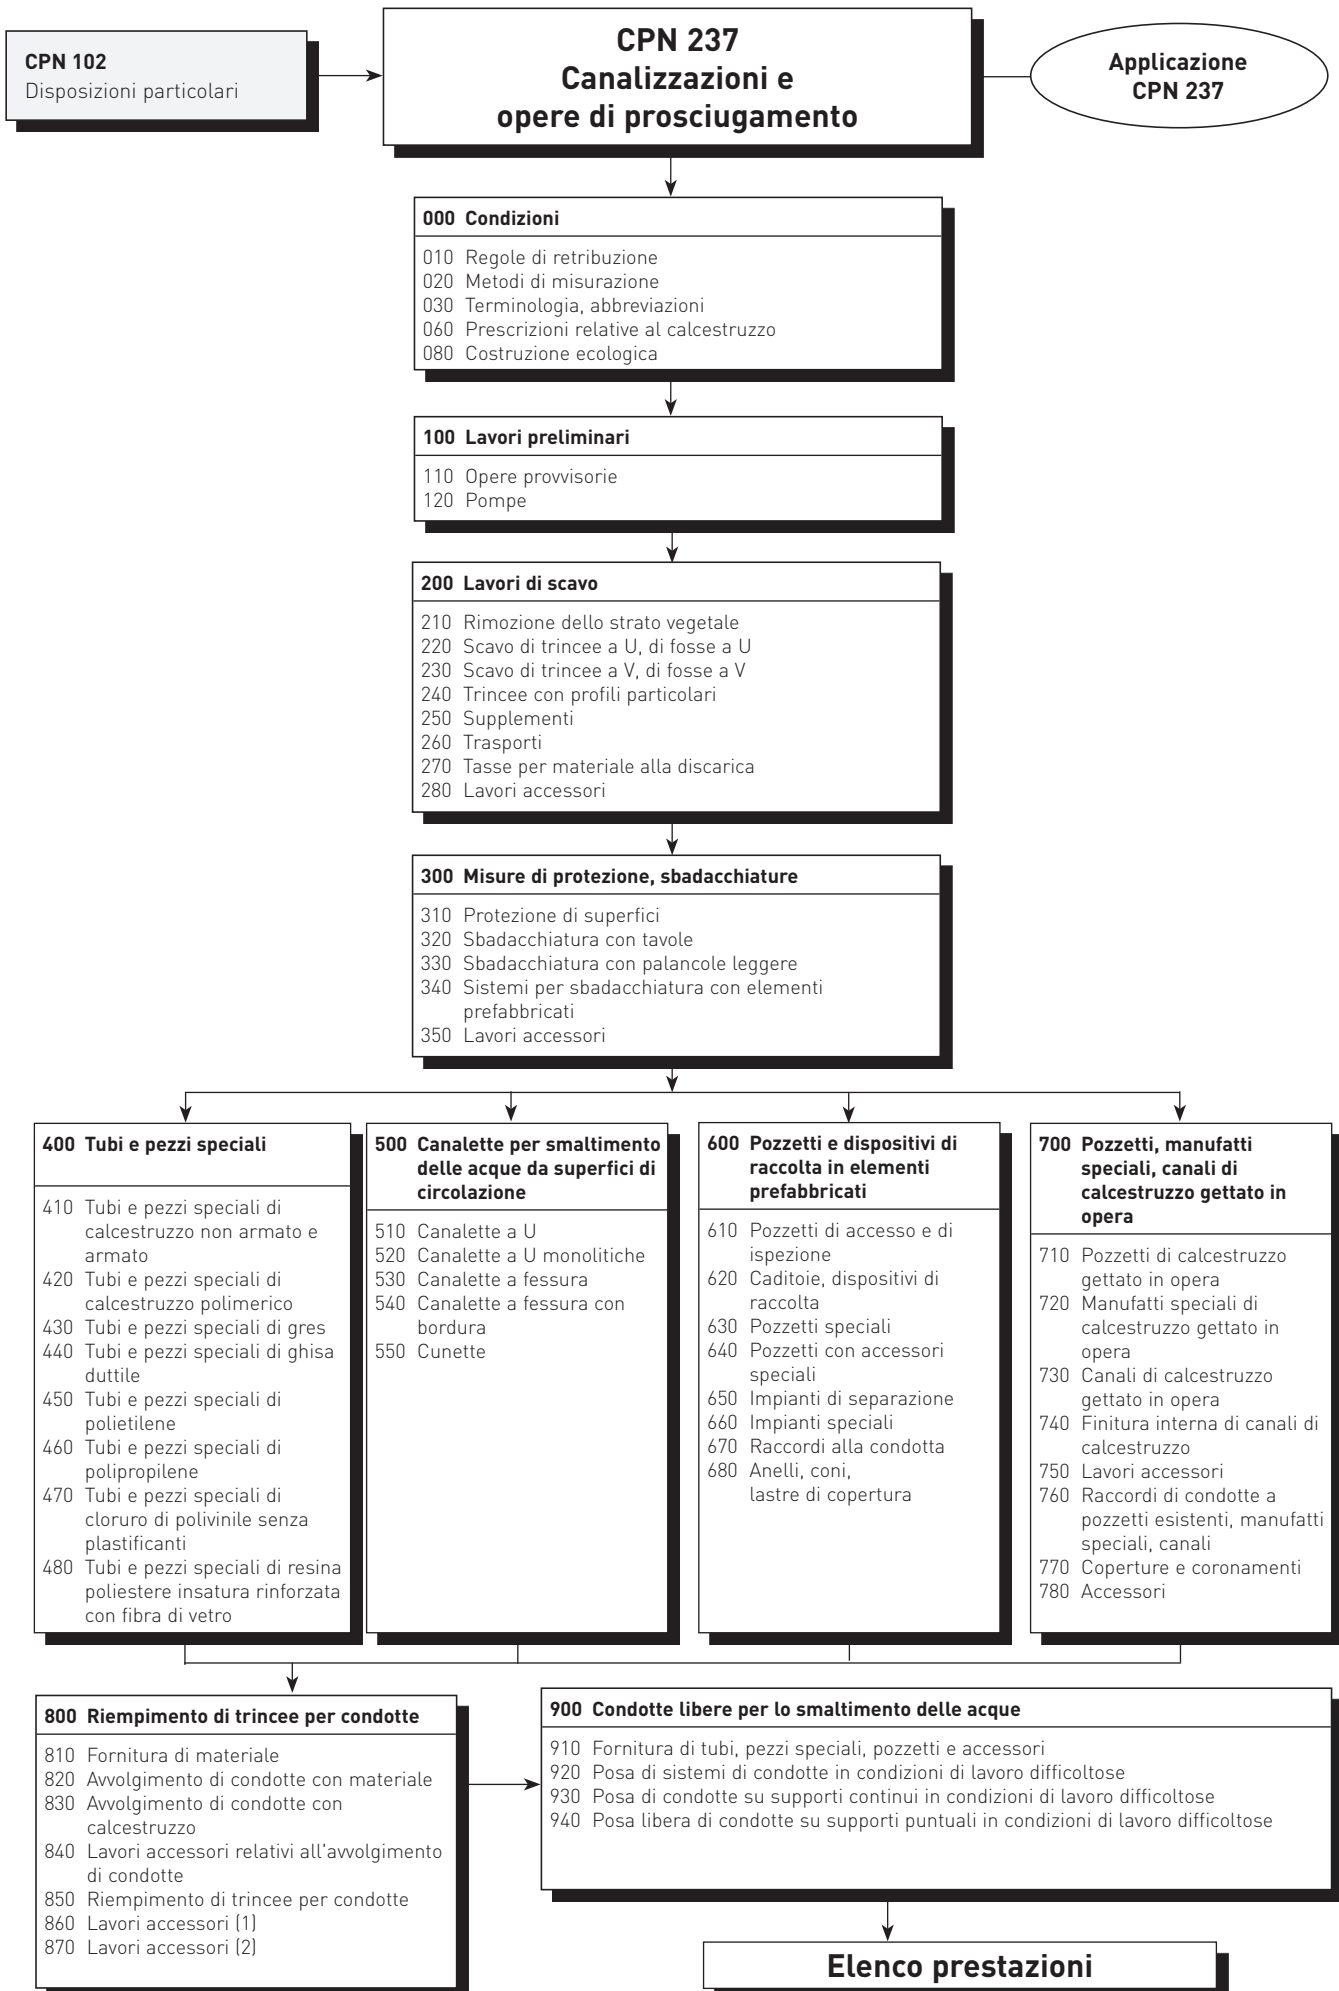 CPN 102
Disposizioni particolari
CPN 237
Canalizzazioni e
opere di prosciugamento
Applicazione
CPN 237
000 Condizioni
010 Regole di retribuzione
020 Metodi di misurazione
030 Terminologia, abbreviazioni
060 Prescrizioni relative al calcestruzzo
080 Costruzione ecologica
100 Lavori preliminari
110 Opere provvisorie
120 Pompe
200 Lavori di scavo
210 Rimozione dello strato vegetale
220 Scavo di trincee a U, di fosse a U
230 Scavo di trincee a V, di fosse a V
240 Trincee con profili particolari
250 Supplementi
260 Trasporti
270 Tasse per materiale alla discarica
280 Lavori accessori
300 Misure di protezione, sbadacchiature
310 Protezione di superfici
320 Sbadacchiatura con tavole
330 Sbadacchiatura con palancole leggere
340 Sistemi per sbadacchiatura con elementi
prefabbricati
350 Lavori accessori
400 Tubi e pezzi speciali
410 Tubi e pezzi speciali di
calcestruzzo non armato e
armato
420 Tubi e pezzi speciali di
calcestruzzo polimerico
430 Tubi e pezzi speciali di gres
440 Tubi e pezzi speciali di ghisa
duttile
450 Tubi e pezzi speciali di
polietilene
460 Tubi e pezzi speciali di
polipropilene
470 Tubi e pezzi speciali di
cloruro di polivinile senza
plastificanti
480 Tubi e pezzi speciali di resina
poliestere insatura rinforzata
con fibra di vetro
500 Canalette per smaltimento
delle acque da superfici di
circolazione
510 Canalette a U
520 Canalette a U monolitiche
530 Canalette a fessura
540 Canalette a fessura con
bordura
550 Cunette
600 Pozzetti e dispositivi di
raccolta in elementi
prefabbricati
610 Pozzetti di accesso e di
ispezione
620 Caditoie, dispositivi di
raccolta
630 Pozzetti speciali
640 Pozzetti con accessori
speciali
650 Impianti di separazione
660 Impianti speciali
670 Raccordi alla condotta
680 Anelli, coni,
lastre di copertura
700 Pozzetti, manufatti
speciali, canali di
calcestruzzo gettato in
opera
710 Pozzetti di calcestruzzo
gettato in opera
720 Manufatti speciali di
calcestruzzo gettato in
opera
730 Canali di calcestruzzo
gettato in opera
740 Finitura interna di canali di
calcestruzzo
750 Lavori accessori
760 Raccordi di condotte a
pozzetti esistenti, manufatti
speciali, canali
770 Coperture e coronamenti
780 Accessori
800 Riempimento di trincee per condotte
810 Fornitura di materiale
820 Avvolgimento di condotte con materiale
830 Avvolgimento di condotte con
calcestruzzo
840 Lavori accessori relativi all'avvolgimento
di condotte
850 Riempimento di trincee per condotte
860 Lavori accessori (1)
870 Lavori accessori (2)
900 Condotte libere per lo smaltimento delle acque
910 Fornitura di tubi, pezzi speciali, pozzetti e accessori
920 Posa di sistemi di condotte in condizioni di lavoro difficoltose
930 Posa di condotte su supporti continui in condizioni di lavoro difficoltose
940 Posa libera di condotte su supporti puntuali in condizioni di lavoro difficoltose
Elenco prestazioni